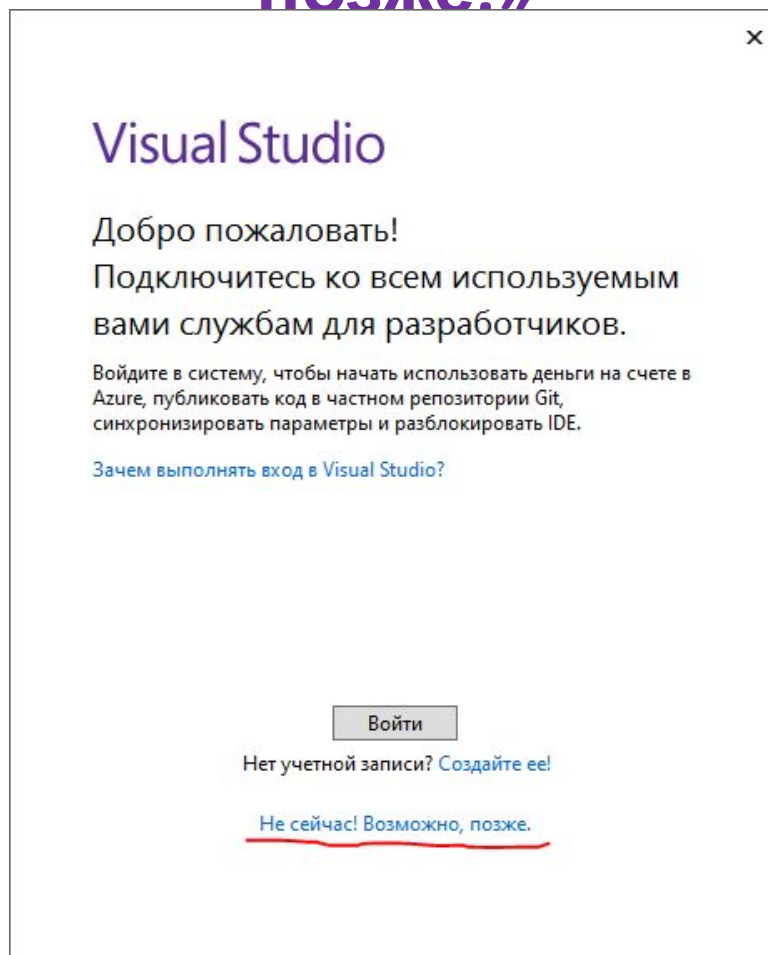 позже.»
Visual Studio
Добро пожаловать!
Подключитесь ко всем используемым
вами службам для разработчиков.
Войдите в систему, чтобы начать использовать деньги на счете в
Azure, публиковать код в частном репозитории Git,
синхронизировать параметры и разблокировать IDE.
Зачем выполнять вход в Visual Studio?
Войти
Нет учетной записи? Создайте ее!
Не сейчас! Возможно, позже.